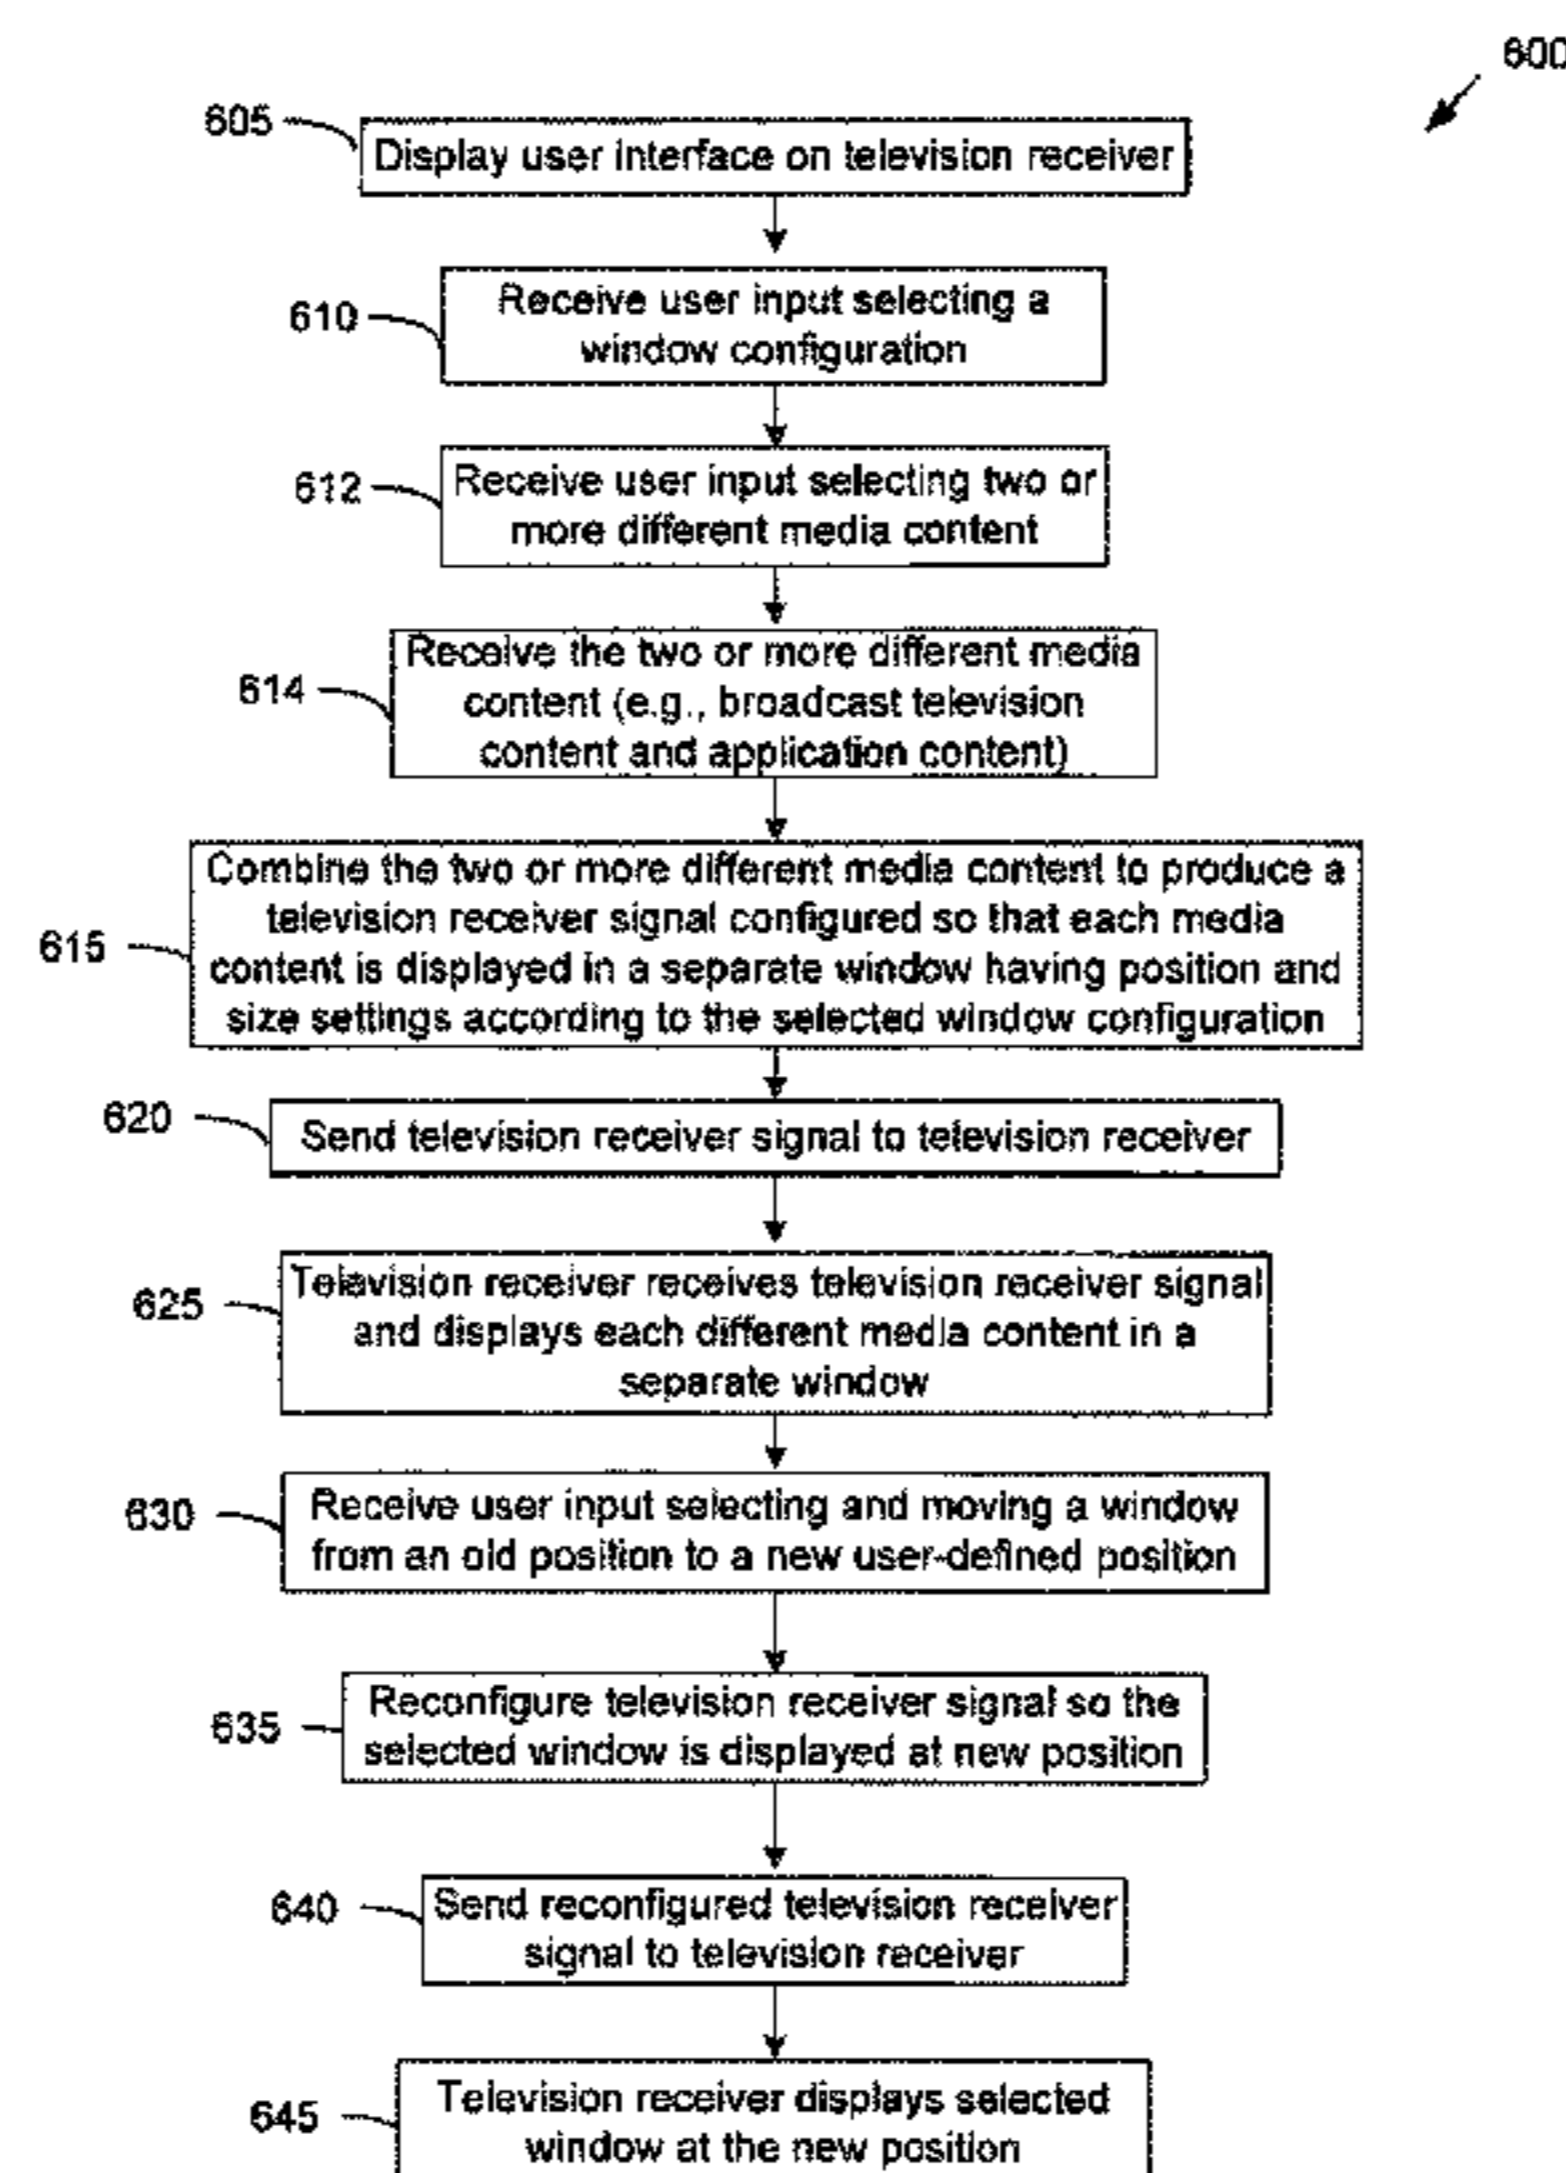 600
605
Display user interface on television receiver
610
Receive user input selecting a
window configuration
612
Receive user input selecting two or
more different media content
614
Receive the two or more different media
content (e.g., broadcast television
content and application content)
615
Combine the two or more different media content to produce a
television receiver signal configured so that each media
content is displayed in a separate window having position and
size settings according to the selected window configuration
620
Send television receiver signal to television receiver
625
Television receiver receives television receiver signal
and displays each different media content in a
separate window
630
Receive user input selecting and moving a window
from an old position to a new user-defined position
635
Reconfigure television receiver signal so the
selected window is displayed at new position
640
Send reconfigured television receiver
signal to television receiver
645
Television receiver displays selected
window at the new position